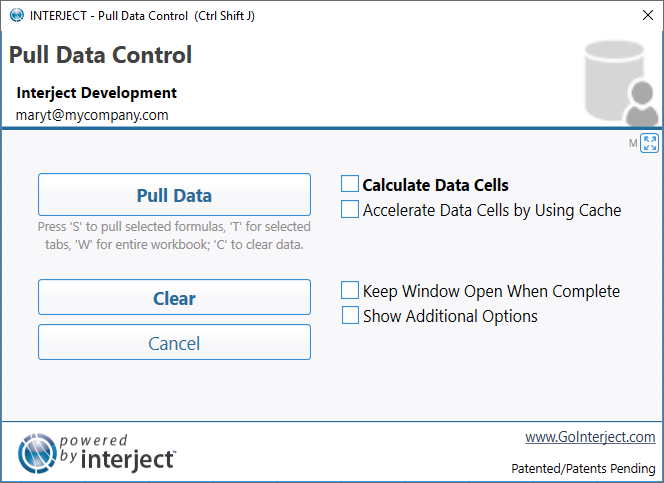 INTERJECT - Pull Data Control (Ctrl Shift J)
Pull Data Control
Interject Development
maryt@mycompany.com
M
Pull Data
Press 'S' to pull selected formulas, 'T' for selected
tabs, 'W' for entire workbook; 'C' to clear data.
Calculate Data Cells
Accelerate Data Cells by Using Cache
Clear
Cancel
Keep Window Open When Complete
Show Additional Options
powered
by interject™
www.GoInterject.com
Patented/Patents Pending